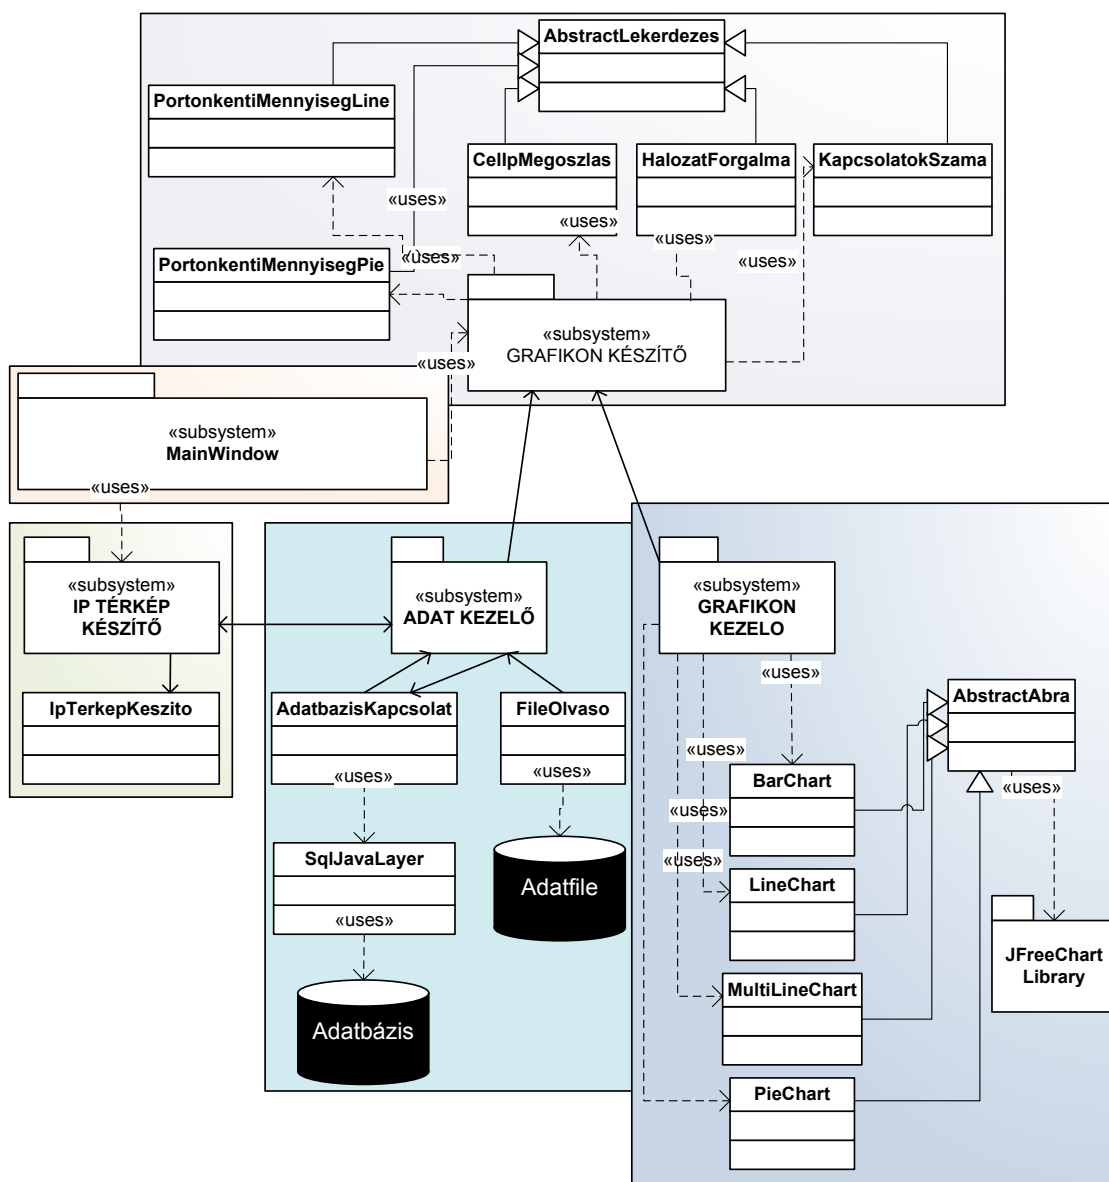 AbstractLekerdezes
PortonkentiMennyisegLine
CelIpMegoszlas
HalozatForgalma
KapcsolatokSzama
«uses»
«uses»
«uses»
«uses»
«uses»
PortonkentiMennyisegPie
«subsystem»
GRAFIKON KÉSZÍTŐ
«uses»
«subsystem»
MainWindow
«uses»
«subsystem»
IP TÉRKÉP
KÉSZÍTŐ
«subsystem»
ADAT KEZELŐ
«subsystem»
GRAFIKON
KEZELO
«uses»
IpTerkepKeszito
AdatbazisKapcsolat
«uses»
FileOlvaso
«uses»
AbstractAbra
«uses»
«uses»
«uses»
«uses»
BarChart
SqlJavaLayer
«uses»
Adatfile
LineChart
JFreeChart
Library
MultiLineChart
Adatbázis
PieChart